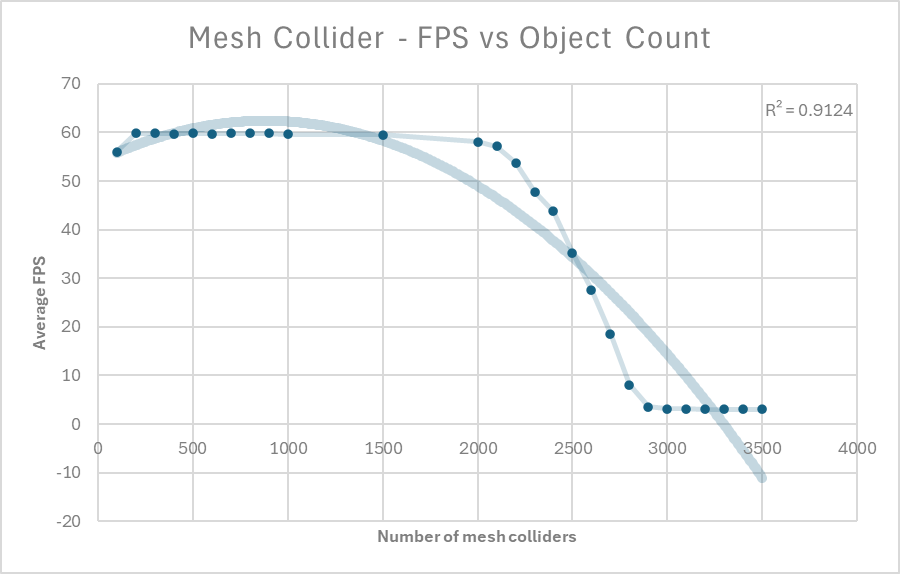 Mesh Collider - FPS vs Object Count
R² = 0.9124
70
60
50
40
30
20
10
0
-10
-20
Average FPS
0 500 1000 1500 2000 2500 3000 3500 4000
Number of mesh colliders